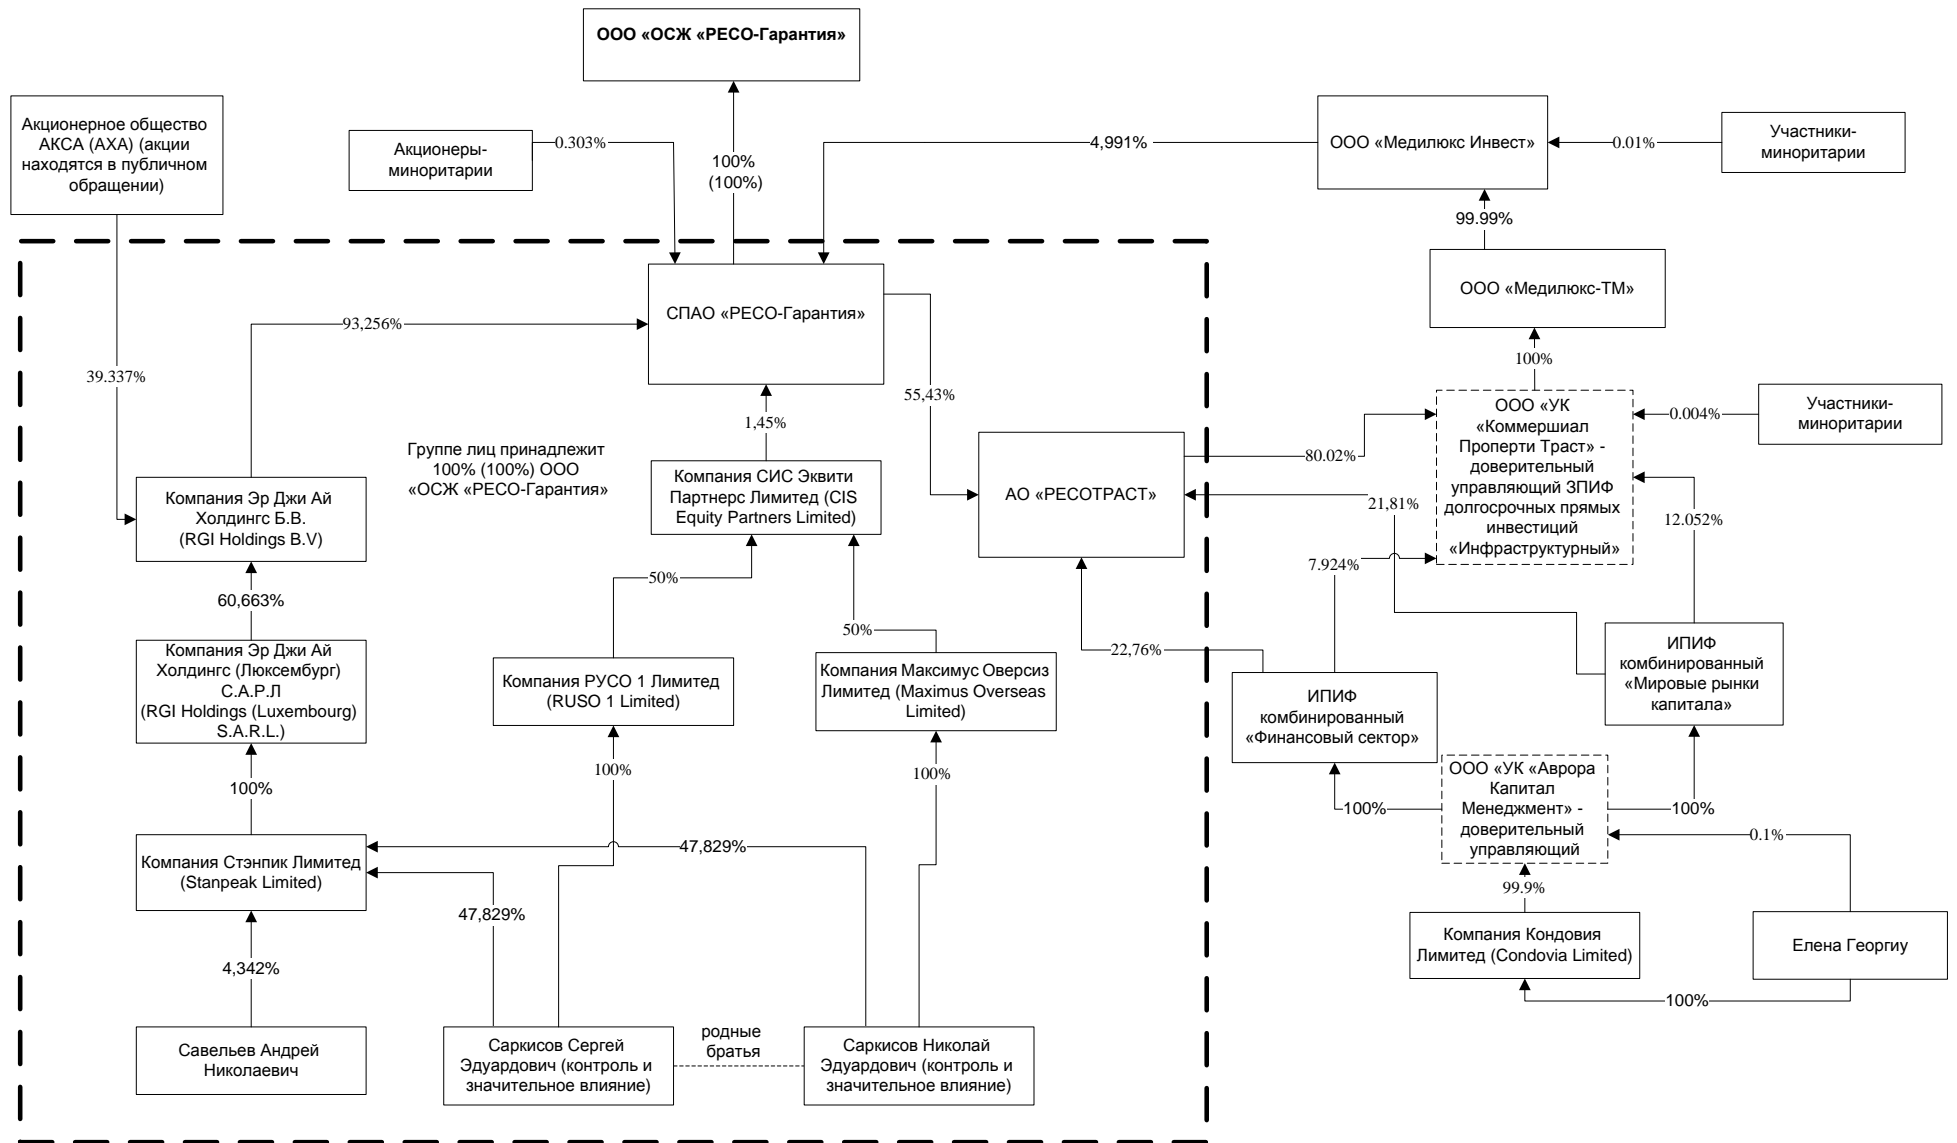 ООО «ОСЖ «РЕСО-Гарантия»
Акционерное общество
АКСА (AXA) (акции
находятся в публичном
обращении)
Акционеры-
миноритарии
0.303%
100%
(100%)
4,991%
ООО «Медилюкс Инвест»
0.01%
Участники-
миноритарии
99.99%
ООО «Медилюкс-ТМ»
СПАО «РЕСО-Гарантия»
93,256%
39.337%
55,43%
100%
1,45%
Группе лиц принадлежит
100% (100%) ООО
«ОСЖ «РЕСО-Гарантия»
ООО «УК
«Коммершиал
Проперти Траст» -
доверительный
управляющий ЗПИФ
долгосрочных прямых
инвестиций
«Инфраструктурный»
0.004%
Участники-
миноритарии
80.02%
Компания Эр Джи Ай
Холдингс Б.В.
(RGI Holdings B.V)
Компания СИС Эквити
Партнерс Лимитед (CIS
Equity Partners Limited)
АО «РЕСОТРАСТ»
21,81%
12.052%
7.924%
50%
60,663%
50%
22,76%
Компания Эр Джи Ай
Холдингс (Люксембург)
С.А.Р.Л
(RGI Holdings (Luxembourg)
S.A.R.L.)
Компания РУСО 1 Лимитед
(RUSO 1 Limited)
Компания Максимус Оверсиз
Лимитед (Maximus Overseas
Limited)
ИПИФ
комбинированный
«Финансовый сектор»
ИПИФ
комбинированный
«Мировые рынки
капитала»
100%
100%
100%
100%
ООО «УК «Аврора
Капитал
Менеджмент» -
доверительный
управляющий
100%
0.1%
Компания Стэнпик Лимитед
(Stanpeak Limited)
47,829%
47,829%
99.9%
4,342%
Компания Кондовия
Лимитед (Condovia Limited)
Елена Георгиу
100%
Савельев Андрей
Николаевич
Саркисов Сергей
Эдуардович (контроль и
значительное влияние)
родные
братья
Саркисов Николай
Эдуардович (контроль и
значительное влияние)